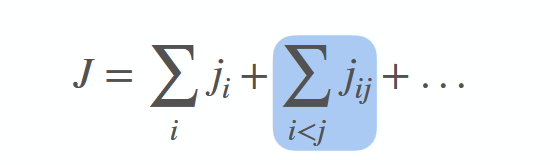 J = ∑_i j_i + ∑_{i<j} j_{ij} + ...